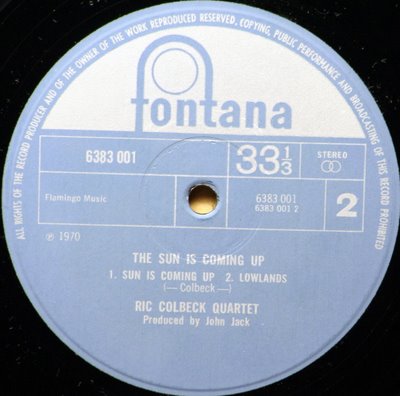 ALL RIGHTS OF THE RECORD PRODUCER AND OF THE OWNER OF THE WORK REPRODUCED RESERVED, COPYING, PUBLIC PERFORMANCE AND BROADCASTING OF THIS RECORD PROHIBITED
fontana
6383 001
33 1/3
STEREO
Flamingo Music
6383 001
6383 001 2
2
℗ 1970
THE SUN IS COMING UP
1. SUN IS COMING UP 2. LOWLANDS
(— Colbeck —)
RIC COLBECK QUARTET
Produced by John Jack